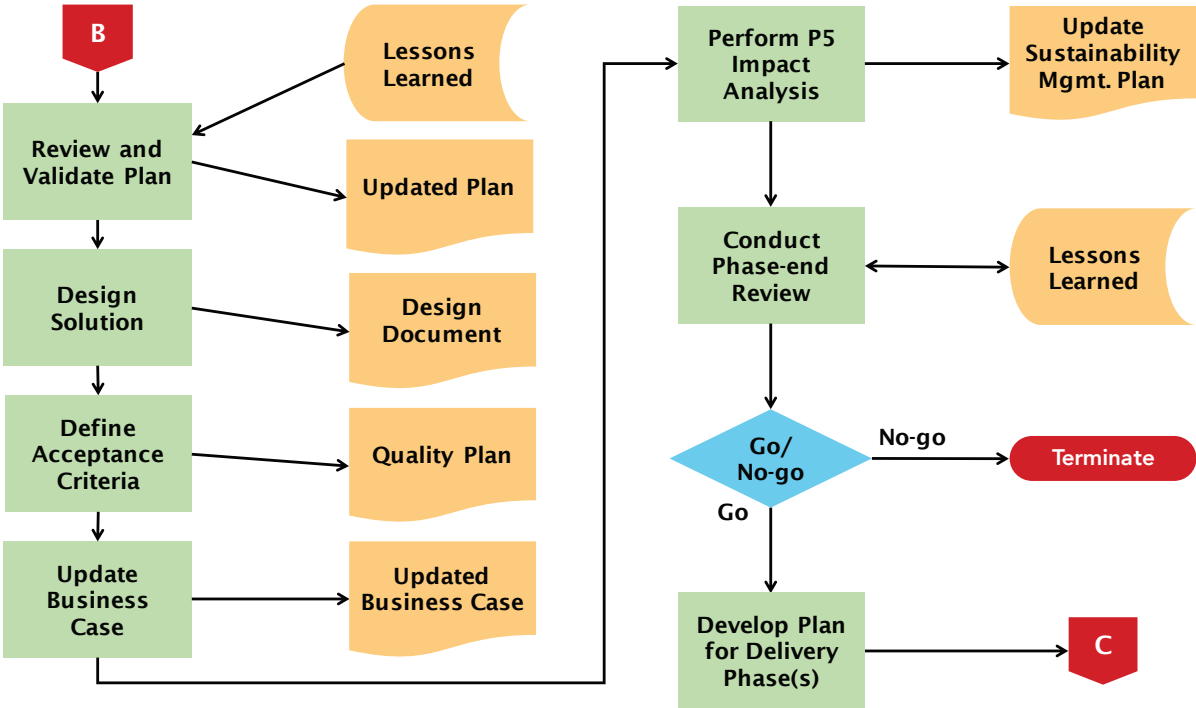 B
Lessons
Learned
Review and
Validate Plan
Updated Plan
Design
Solution
Design
Document
Define
Acceptance
Criteria
Quality Plan
Update
Business
Case
Updated
Business Case
Perform P5
Impact
Analysis
Update
Sustainability
Mgmt. Plan
Conduct
Phase-end
Review
Lessons
Learned
Go/
No-go
No-go
Terminate
Go
Develop Plan
for Delivery
Phase(s)
C